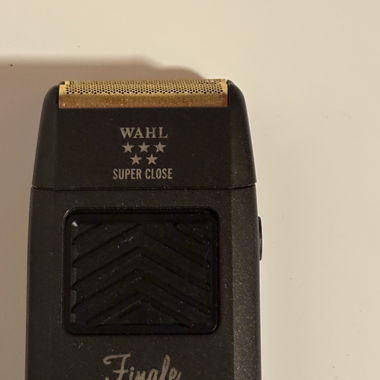 WAHL
SUPER CLOSE
Finale